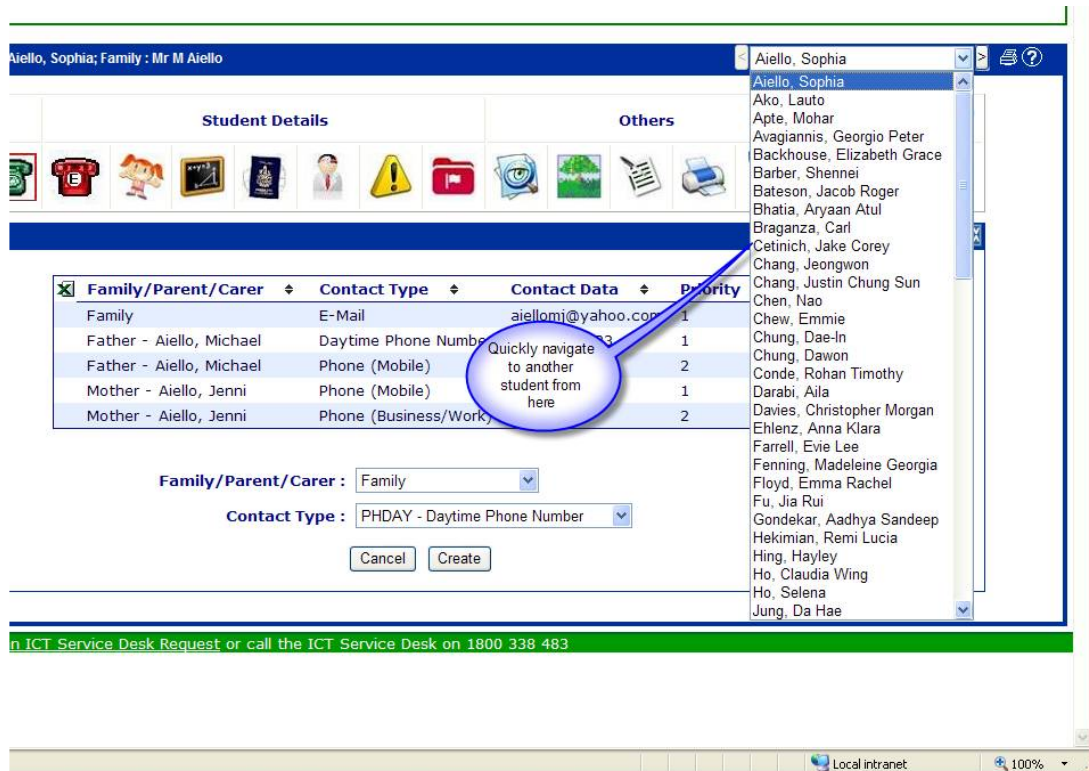 Aiello, Sophia; Family : Mr M Aiello
< Aiello, Sophia >
Student Details
Others
E
Family/Parent/Carer Contact Type Contact Data Priority
Family E-Mail aiellomj@yahoo.com 1
Father - Aiello, Michael Daytime Phone 1
Father - Aiello, Michael Phone (Mobile) 2
Mother - Aiello, Jenni Phone (Mobile) 1
Mother - Aiello, Jenni Phone (Business/Work) 2
Quickly navigate
to another
student from
here
Family/Parent/Carer : Family
Contact Type : PHDAY - Daytime Phone Number
Cancel Create
Aiello, Sophia
Ako, Lauto
Apte, Mohar
Avagiannis, Georgio Peter
Backhouse, Elizabeth Grace
Barber, Shennei
Bateson, Jacob Roger
Bhatia, Aryaan Atul
Braganza, Carl
Cetinich, Jake Corey
Chang, Jeongwon
Chang, Justin Chung Sun
Chen, Nao
Chew, Emmie
Chung, Dae-In
Chung, Dawon
Conde, Rohan Timothy
Darabi, Aila
Davies, Christopher Morgan
Ehlenz, Anna Klara
Farrell, Evie Lee
Fenning, Madeleine Georgia
Floyd, Emma Rachel
Fu, Jia Rui
Gondekar, Aadhya Sandeep
Hekimian, Remi Lucia
Hing, Hayley
Ho, Claudia Wing
Ho, Selena
Jung, Da Hae
n ICT Service Desk Request or call the ICT Service Desk on 1800 338 483
Local intranet 100%